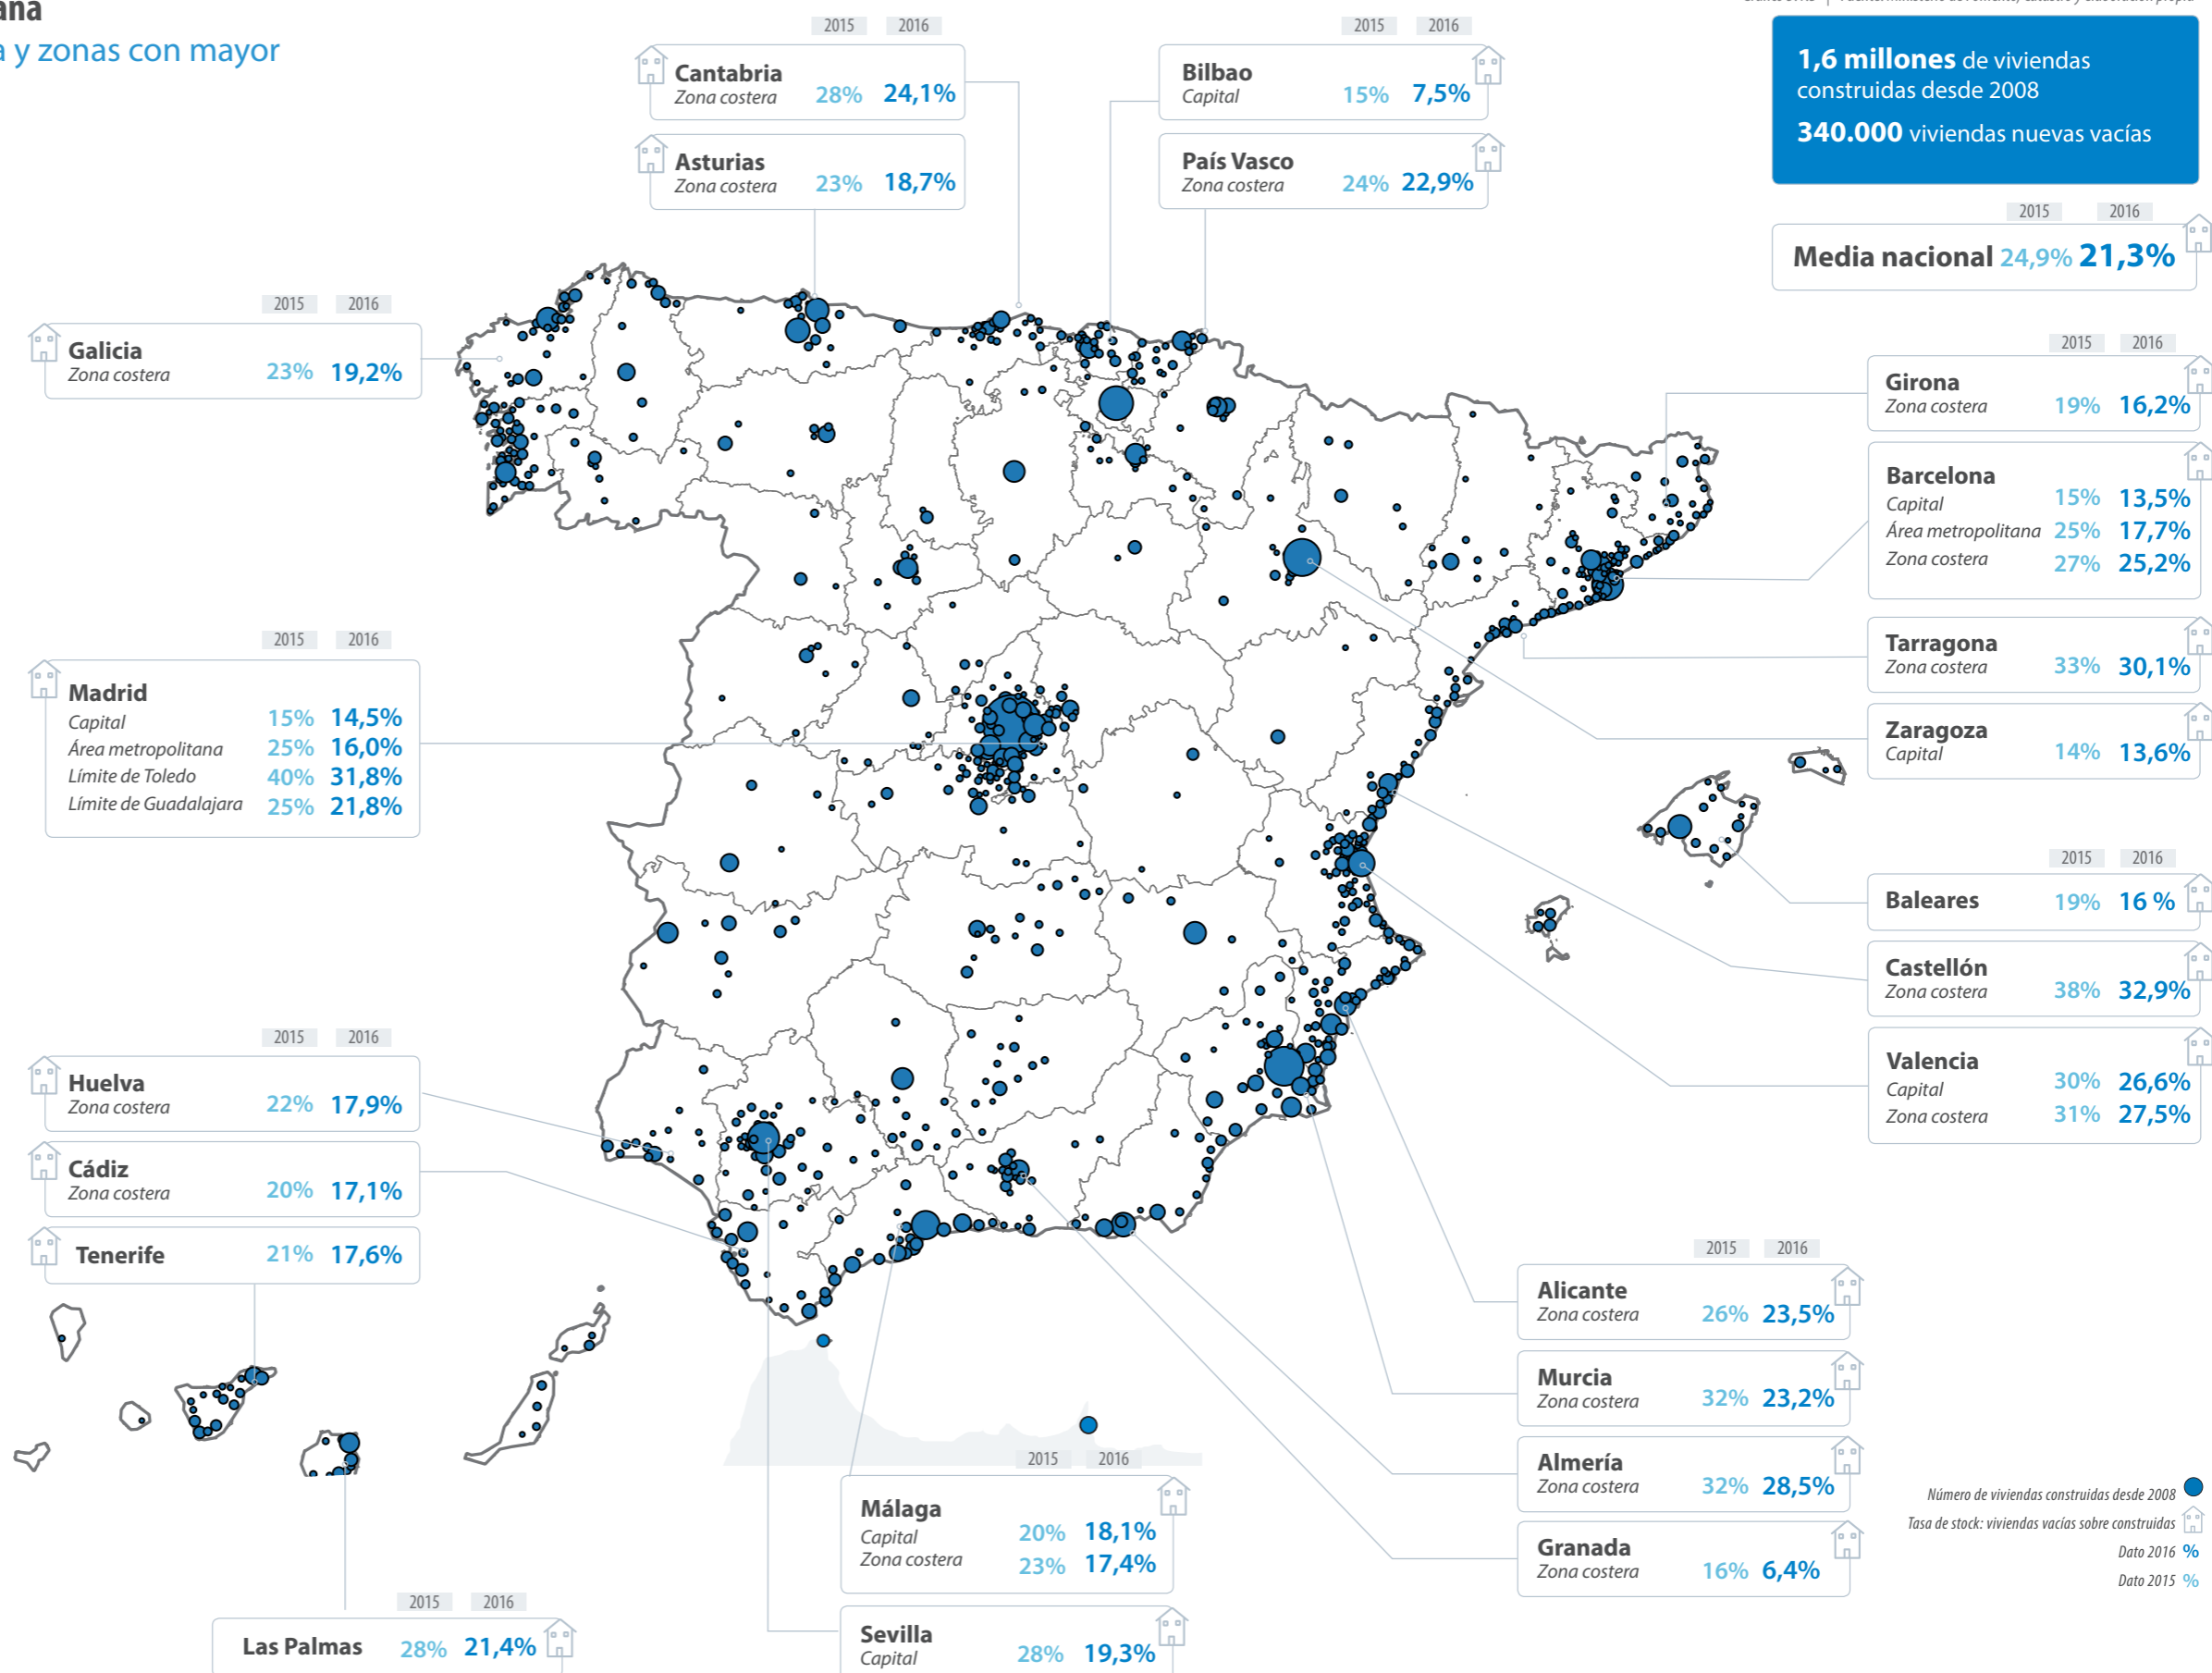 ana
a y zonas con mayor
2015 2016
Cantabria
Zona costera 28% 24,1%
Asturias
Zona costera 23% 18,7%
2015 2016
Bilbao
Capital 15% 7,5%
País Vasco
Zona costera 24% 22,9%
1,6 millones de viviendas
construidas desde 2008
340.000 viviendas nuevas vacías
2015 2016
Media nacional 24,9% 21,3%
2015 2016
Galicia
Zona costera 23% 19,2%
2015 2016
Madrid
Capital 15% 14,5%
Área metropolitana 25% 16,0%
Límite de Toledo 40% 31,8%
Límite de Guadalajara 25% 21,8%
2015 2016
Huelva
Zona costera 22% 17,9%
Cádiz
Zona costera 20% 17,1%
Tenerife 21% 17,6%
2015 2016
Las Palmas 28% 21,4%
2015 2016
Málaga
Capital 20% 18,1%
Zona costera 23% 17,4%
Sevilla
Capital 28% 19,3%
2015 2016
Girona
Zona costera 19% 16,2%
Barcelona
Capital 15% 13,5%
Área metropolitana 25% 17,7%
Zona costera 27% 25,2%
Tarragona
Zona costera 33% 30,1%
Zaragoza
Capital 14% 13,6%
2015 2016
Baleares 19% 16 %
Castellón
Zona costera 38% 32,9%
Valencia
Capital 30% 26,6%
Zona costera 31% 27,5%
2015 2016
Alicante
Zona costera 26% 23,5%
Murcia
Zona costera 32% 23,2%
Almería
Zona costera 32% 28,5%
Granada
Zona costera 16% 6,4%
Número de viviendas construidas desde 2008
Tasa de stock: viviendas vacías sobre construidas
Dato 2016 %
Dato 2015 %